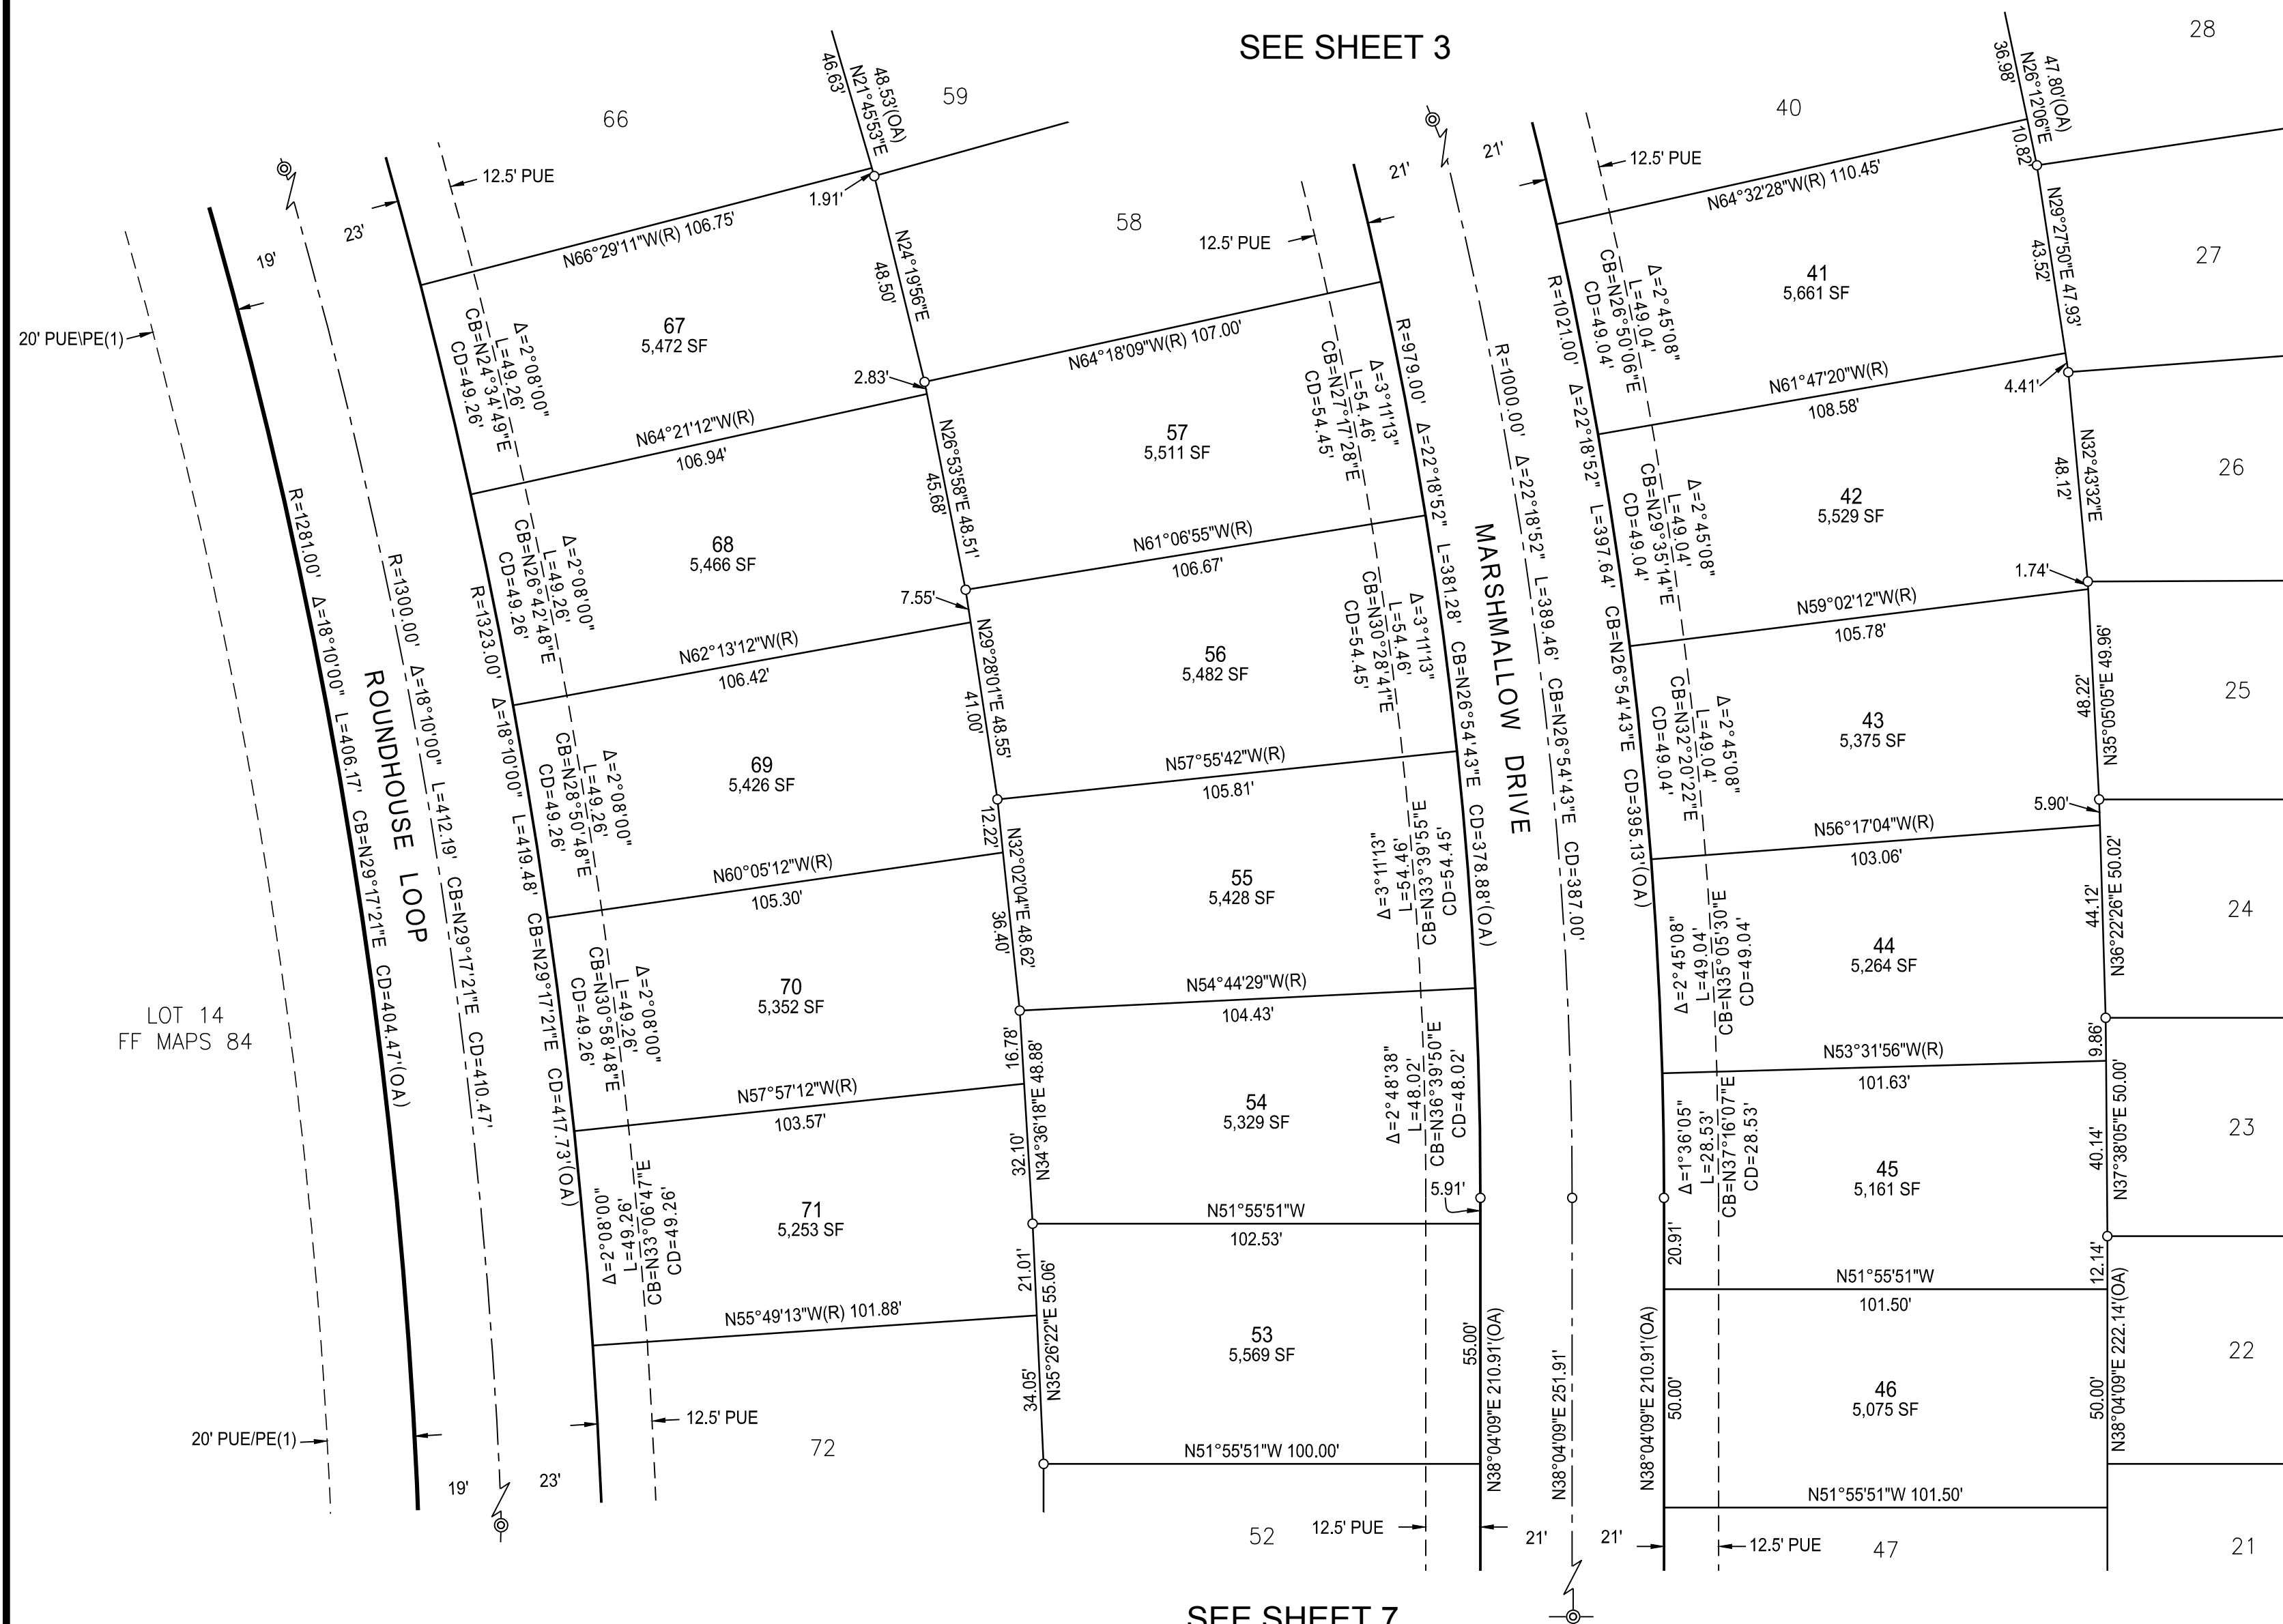 SEE SHEET 3
66
59
58
40
28
27
26
25
24
23
22
21
46.63'
N21°45'53"E
48.53'(OA)
36.98'
N26°12'06"E
47.80'(OA)
10.82'
12.5' PUE
1.91'
23'
19'
20' PUE\PE(1)
N66°29'11"W(R) 106.75'
N24°19'56"E
48.50'
67
5,472 SF
Δ=2°08'00"
L=49.26'
CB=N24°34'49"E
CD=49.26'
2.83'
N64°21'12"W(R)
106.94'
N26°53'58"E 48.51'
45.68'
68
5,466 SF
Δ=2°08'00"
L=49.26'
CB=N26°42'48"E
CD=49.26'
7.55'
N62°13'12"W(R)
106.42'
N29°28'01"E 48.55'
41.00'
69
5,426 SF
Δ=2°08'00"
L=49.26'
CB=N28°50'48"E
CD=49.26'
12.22'
N60°05'12"W(R)
105.30'
N32°02'04"E 48.62'
36.40'
70
5,352 SF
Δ=2°08'00"
L=49.26'
CB=N30°58'48"E
CD=49.26'
16.78'
N57°57'12"W(R)
103.57'
N34°36'18"E 48.88'
32.10'
71
5,253 SF
Δ=2°08'00"
L=49.26'
CB=N33°06'47"E
CD=49.26'
21.01'
N55°49'13"W(R) 101.88'
N35°26'22"E 55.06'
34.05'
12.5' PUE
72
R=1281.00' Δ=18°10'00" L=406.17' CB=N29°17'21"E CD=404.47'(OA)
ROUNDHOUSE LOOP
R=1300.00' Δ=18°10'00" L=412.19' CB=N29°17'21"E CD=410.47'
R=1323.00' Δ=18°10'00" L=419.48' CB=N29°17'21"E CD=417.73'(OA)
LOT 14
FF MAPS 84
20' PUE/PE(1)
19'
23'
12.5' PUE
21'
21'
N64°18'09"W(R) 107.00'
57
5,511 SF
Δ=3°11'13"
L=54.46'
CB=N27°17'28"E
CD=54.45'
N61°06'55"W(R)
106.67'
56
5,482 SF
Δ=3°11'13"
L=54.46'
CB=N30°28'41"E
CD=54.45'
N57°55'42"W(R)
105.81'
55
5,428 SF
Δ=3°11'13"
L=54.46'
CB=N33°39'55"E
CD=54.45'
N54°44'29"W(R)
104.43'
54
5,329 SF
Δ=2°48'38"
L=48.02'
CB=N36°39'50"E
CD=48.02'
5.91'
N51°55'51"W
102.53'
53
5,569 SF
55.00'
N38°04'09"E 210.91'(OA)
N51°55'51"W 100.00'
52
12.5' PUE
R=979.00' Δ=22°18'52" L=381.28' CB=N26°54'43"E CD=378.88'(OA)
MARSHMALLOW DRIVE
R=1000.00' Δ=22°18'52" L=389.46' CB=N26°54'43"E CD=387.00'
N38°04'09"E 251.91'
R=1021.00' Δ=22°18'52" L=397.64' CB=N26°54'43"E CD=395.13'(OA)
12.5' PUE
N64°32'28"W(R) 110.45'
N29°27'50"E 47.93'
43.52'
41
5,661 SF
Δ=2°45'08"
L=49.04'
CB=N26°50'06"E
CD=49.04'
4.41'
N61°47'20"W(R)
108.58'
N32°43'32"E
48.12'
42
5,529 SF
Δ=2°45'08"
L=49.04'
CB=N29°35'14"E
CD=49.04'
1.74'
N59°02'12"W(R)
105.78'
N35°05'05"E 49.96'
48.22'
43
5,375 SF
Δ=2°45'08"
L=49.04'
CB=N32°20'22"E
CD=49.04'
5.90'
N56°17'04"W(R)
103.06'
N36°22'26"E 50.02'
44.12'
44
5,264 SF
Δ=2°45'08"
L=49.04'
CB=N35°05'30"E
CD=49.04'
9.86'
N53°31'56"W(R)
101.63'
N37°38'05"E 50.00'
40.14'
45
5,161 SF
Δ=1°36'05"
L=28.53'
CB=N37°16'07"E
CD=28.53'
20.91'
12.14'
N51°55'51"W
101.50'
46
5,075 SF
50.00'
N38°04'09"E 210.91'(OA)
50.00'
N38°04'09"E 222.14'(OA)
N51°55'51"W 101.50'
21'
21'
12.5' PUE
47
SEE SHEET 7